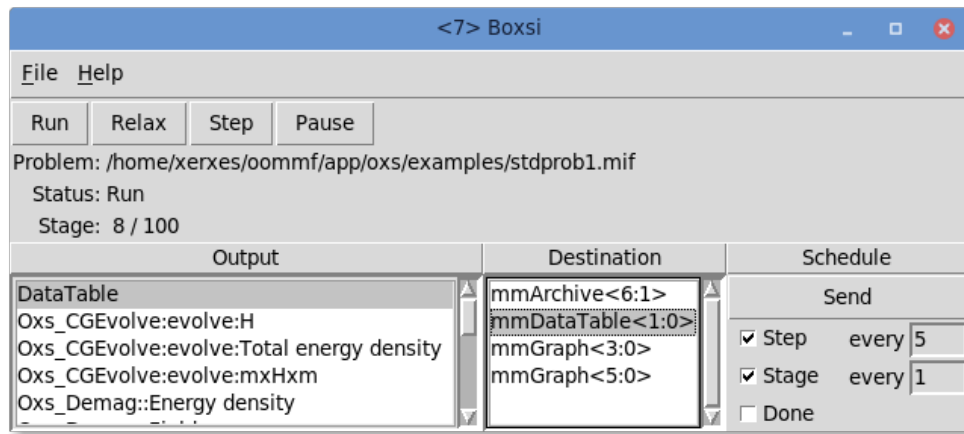 <7> Boxsi
File Help
Run Relax Step Pause
Problem: /home/xerxes/oommf/app/oxs/examples/stdprob1.mif
Status: Run
Stage: 8 / 100
Output Destination Schedule
DataTable mmArchive<6:1> Send
Oxs_CGEvolve:evolve:H mmDataTable<1:0> Step every 5
Oxs_CGEvolve:evolve:Total energy density mmGraph<3:0>
Oxs_CGEvolve:evolve:mxHxm mmGraph<5:0> Stage every 1
Oxs_Demag::Energy density Done